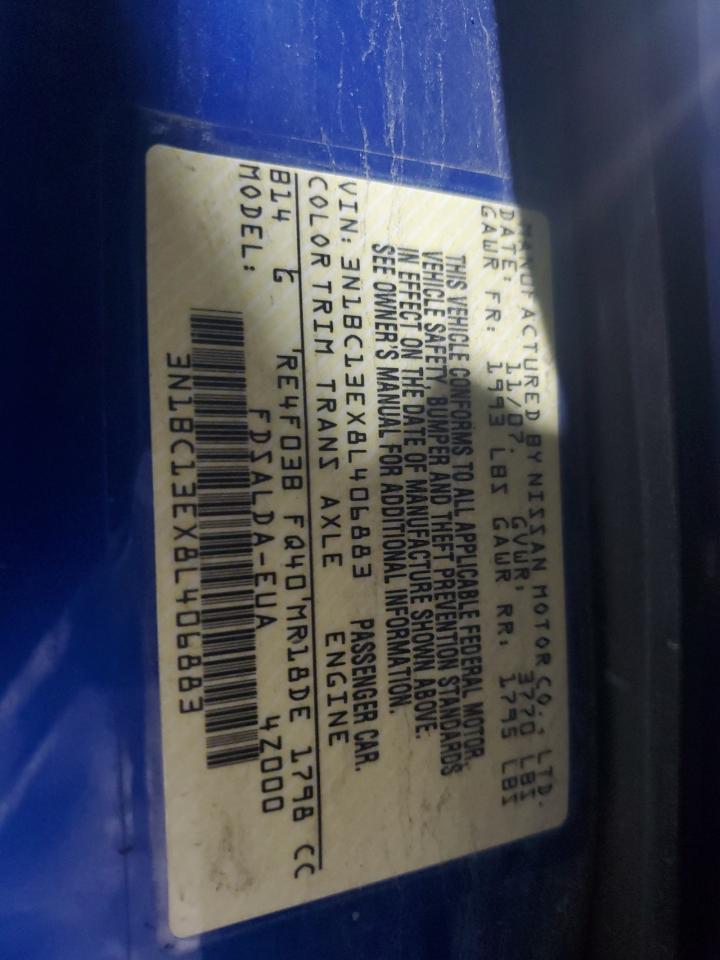 MANUFACTURED BY NISSAN MOTOR CO., LTD.
DATE: 11/07. GVWR: 3770 LBS
GAWR FR: 1993 LBS GAWR RR: 1795 LBS
THIS VEHICLE CONFORMS TO ALL APPLICABLE FEDERAL MOTOR,
VEHICLE SAFETY, BUMPER AND THEFT PREVENTION STANDARDS
IN EFFECT ON THE DATE OF MANUFACTURE SHOWN ABOVE.
SEE OWNER'S MANUAL FOR ADDITIONAL INFORMATION.
VIN: 3N1BC13EX8L406883 PASSENGER CAR.
COLOR TRIM TRANS AXLE ENGINE
B14 G RE4F03B FQ40 MR18DE 1798 CC
MODEL: FDSALDA-EUA 4Z000
3N1BC13EX8L406883